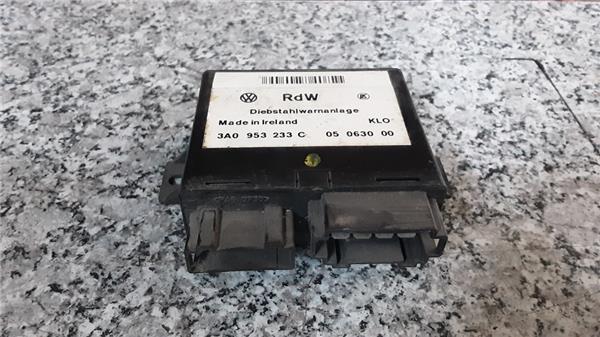 RdW
Diebstahlwarnanlage
Made in Ireland KLO
3A0 953 233 C 05 0630 00